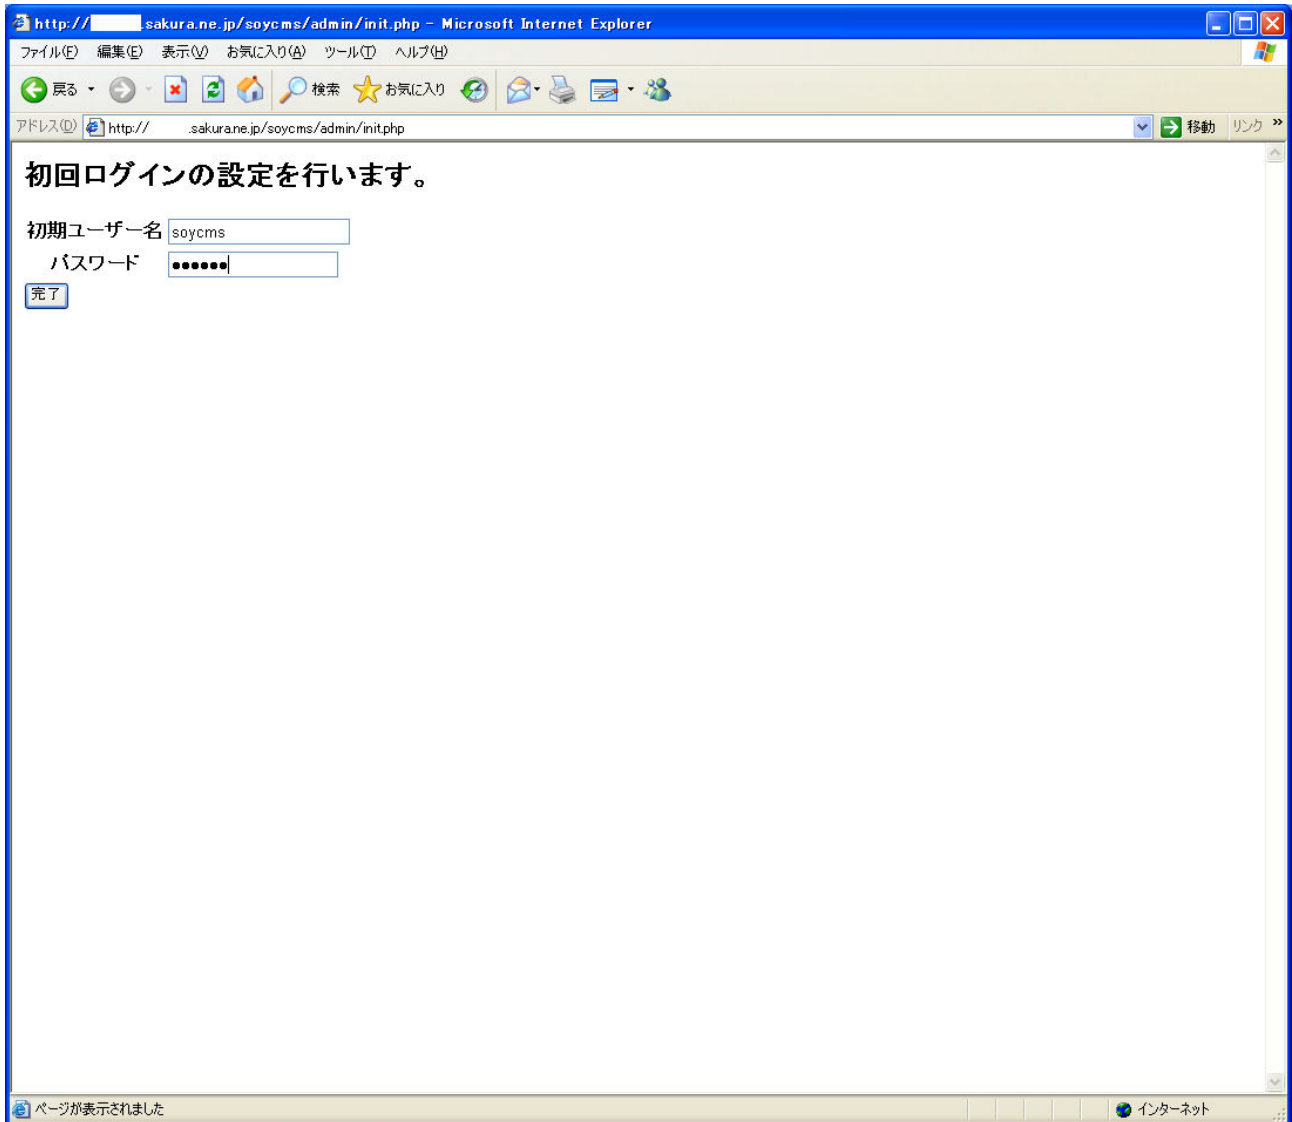 http:// .sakura.ne.jp/soycms/admin/init.php - Microsoft Internet Explorer
ファイル(F) 編集(E) 表示(V) お気に入り(A) ツール(T) ヘルプ(H)
戻る 検索 お気に入り
アドレス(D) http:// .sakura.ne.jp/soycms/admin/init.php 移動 リンク »
初回ログインの設定を行います。
初期ユーザー名 soycms
パスワード ●●●●●●
完了
ページが表示されました インターネット